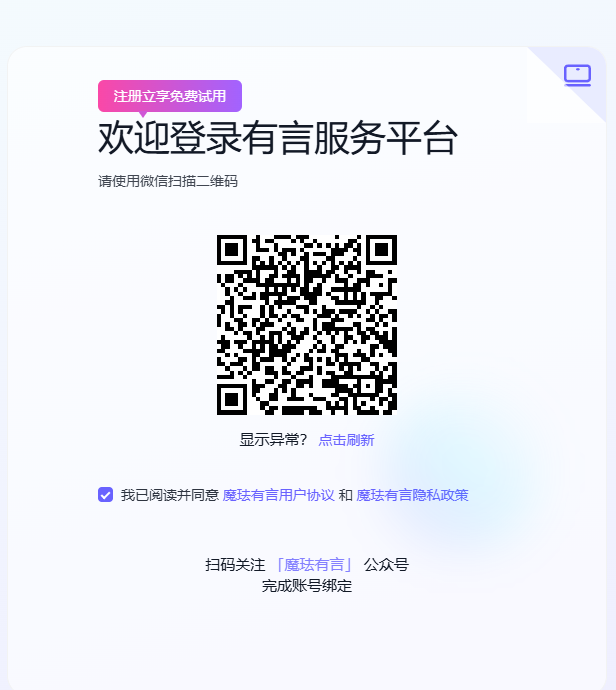 注册立享免费试用
欢迎登录有言服务平台
请使用微信扫描二维码
显示异常？ 点击刷新
我已阅读并同意 魔珐有言用户协议 和 魔珐有言隐私政策
扫码关注 「魔珐有言」 公众号
完成账号绑定